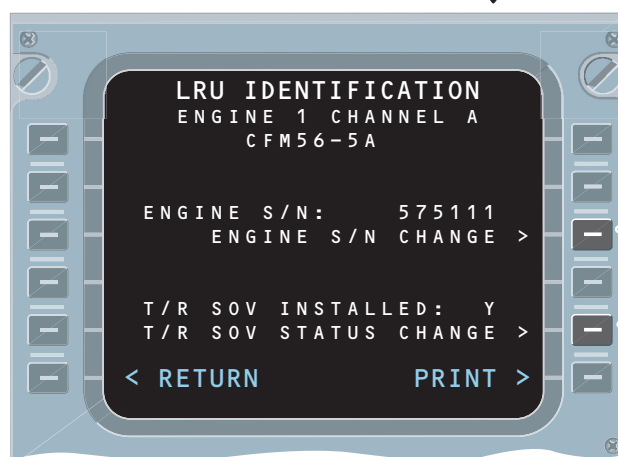 LRU IDENTIFICATION
ENGINE 1 CHANNEL A
CFM56-5A
ENGINE S/N: 575111
ENGINE S/N CHANGE >
T/R SOV INSTALLED: Y
T/R SOV STATUS CHANGE >
< RETURN PRINT >